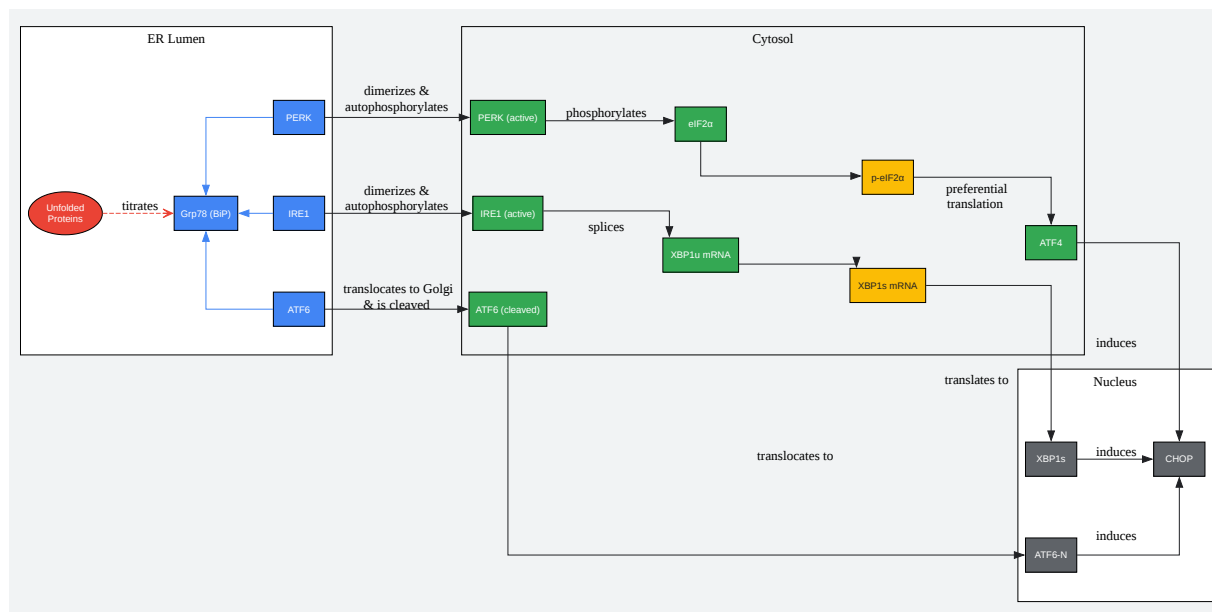 ER Lumen
Cytosol
dimerizes &
autophosphorylates
PERK
PERK (active)
phosphorylates
eIF2α
p-eIF2α
preferential
translation
Unfolded
Proteins
titrates
Grp78 (BiP)
IRE1
dimerizes &
autophosphorylates
IRE1 (active)
splices
XBP1u mRNA
ATF4
XBP1s mRNA
translocates to Golgi
& is cleaved
ATF6
ATF6 (cleaved)
induces
translates to
Nucleus
translocates to
XBP1s
induces
CHOP
induces
ATF6-N